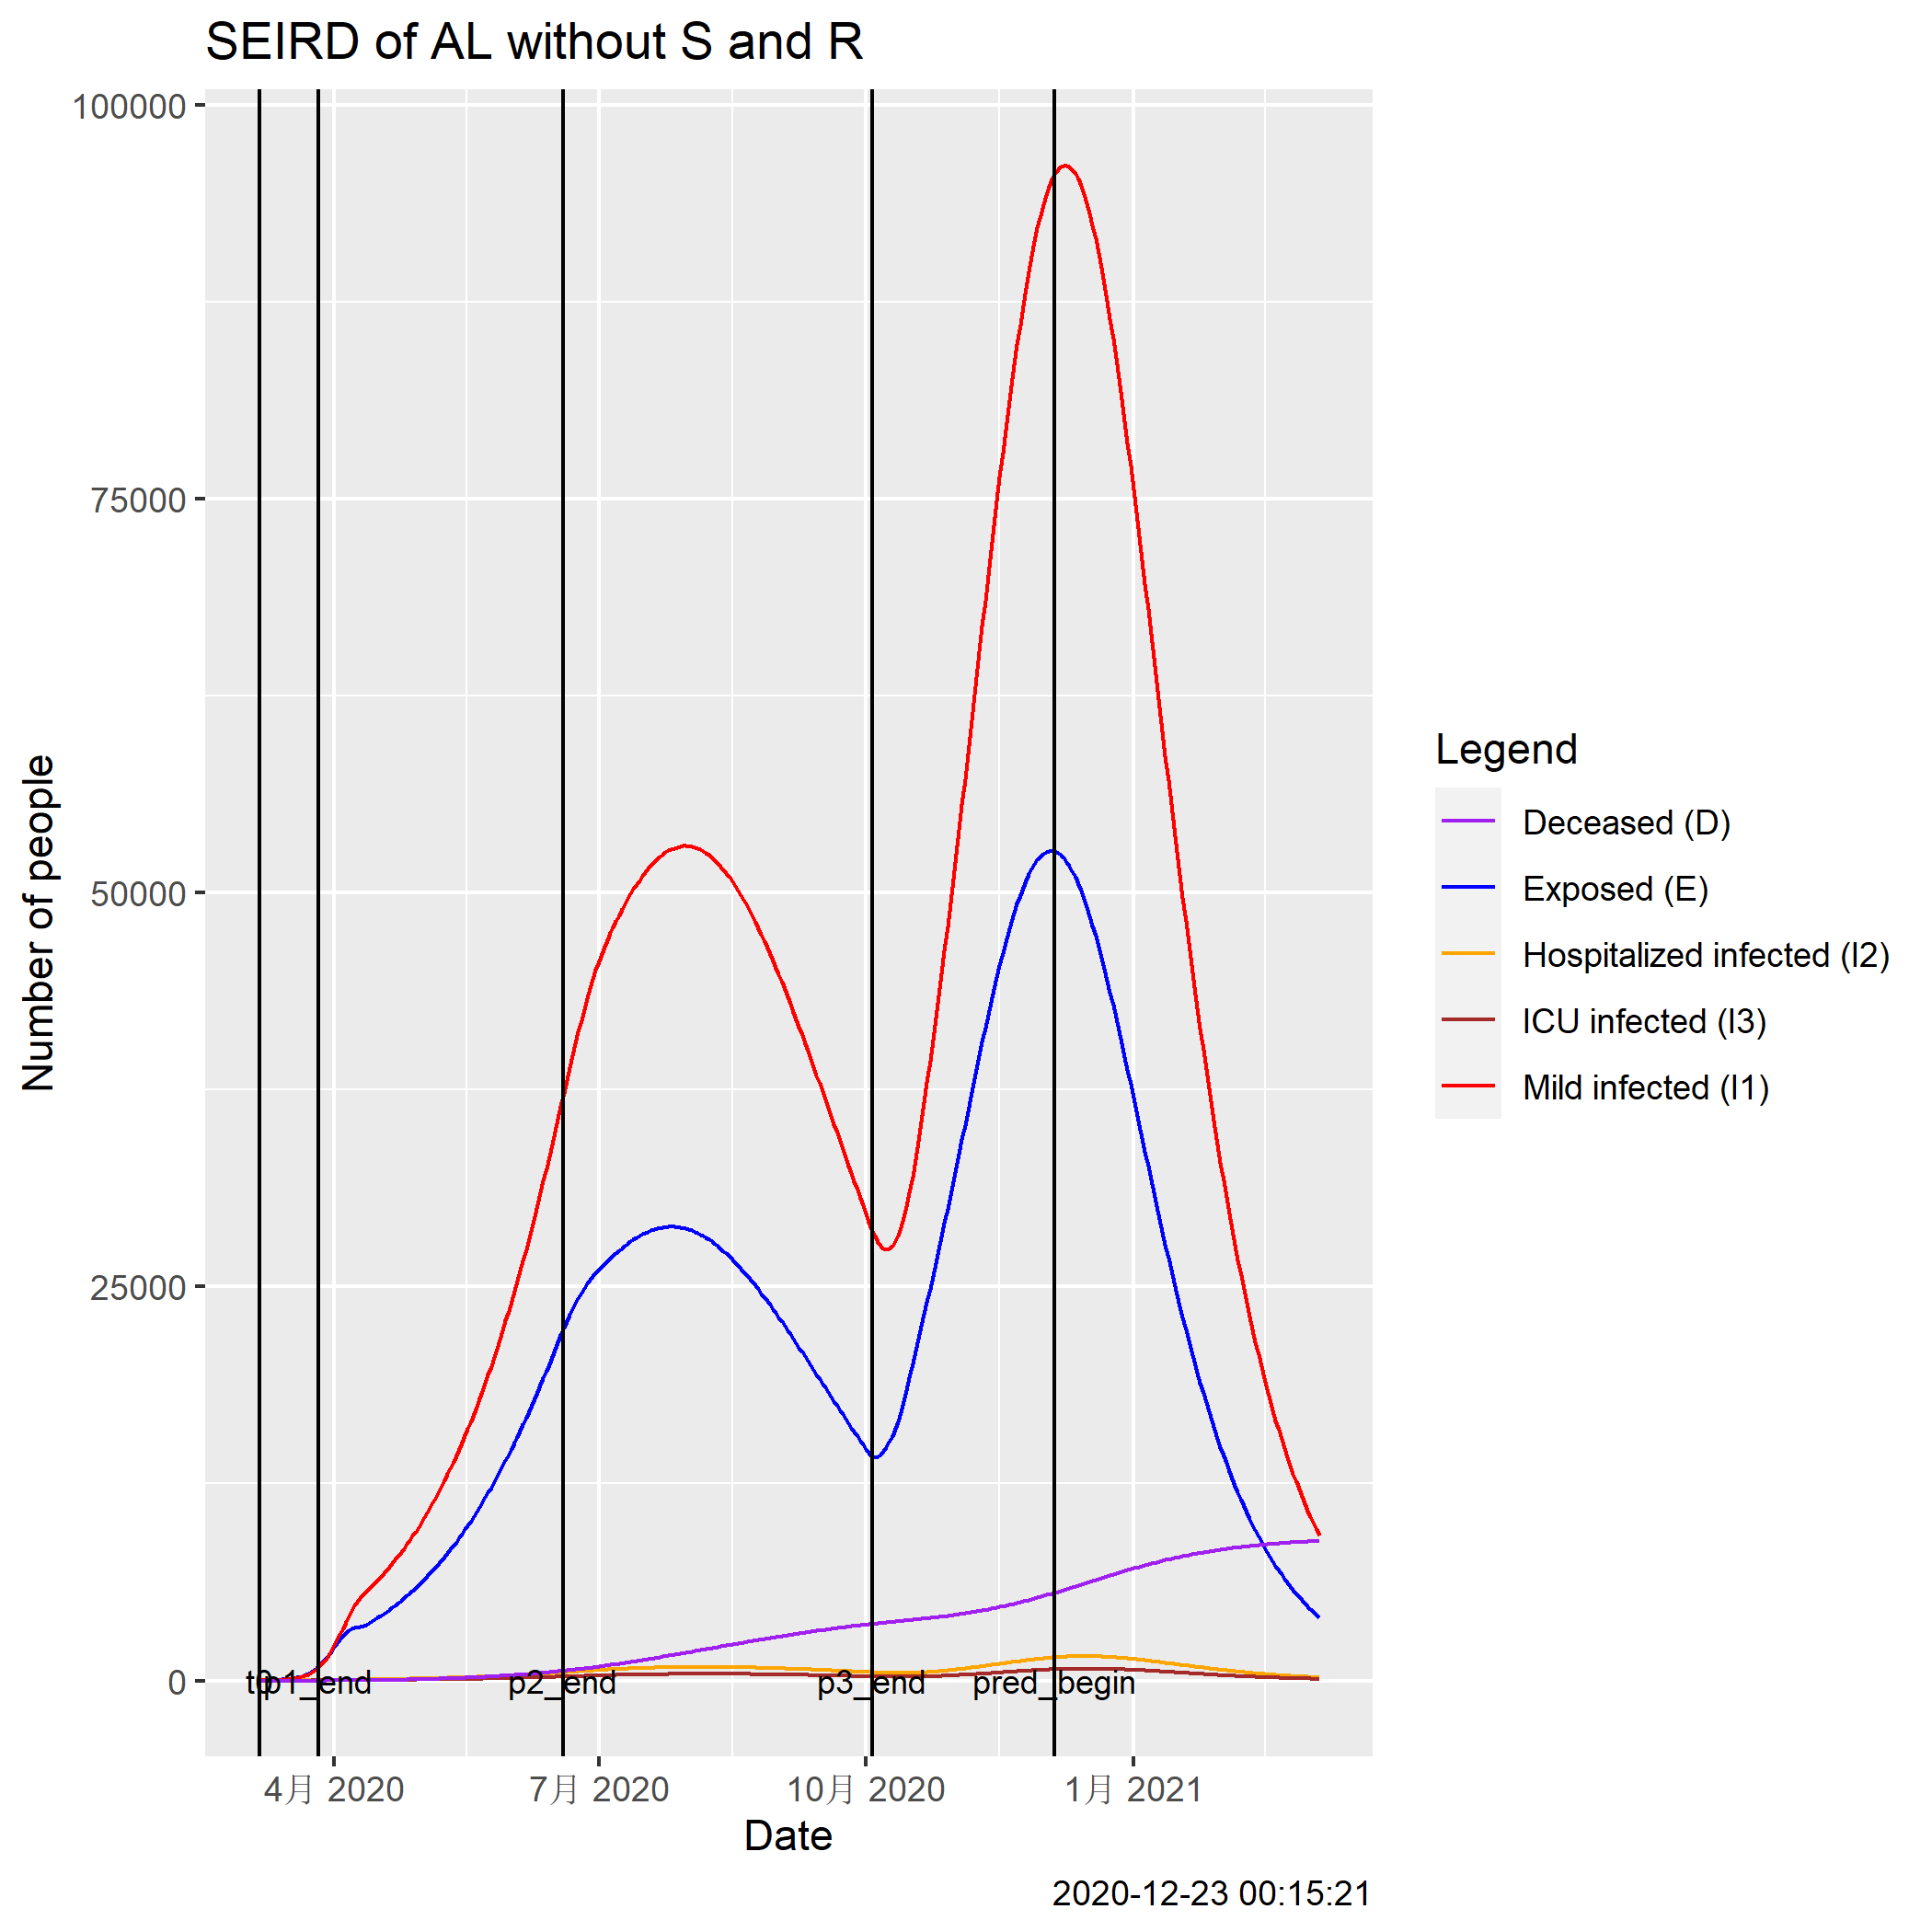 SEIRD of AL without S and R
100000
75000
50000
25000
0
Number of people
t0
p1_end
p2_end
p3_end
pred_begin
4月 2020
7月 2020
10月 2020
1月 2021
Date
Legend
Deceased (D)
Exposed (E)
Hospitalized infected (I2)
ICU infected (I3)
Mild infected (I1)
2020-12-23 00:15:21